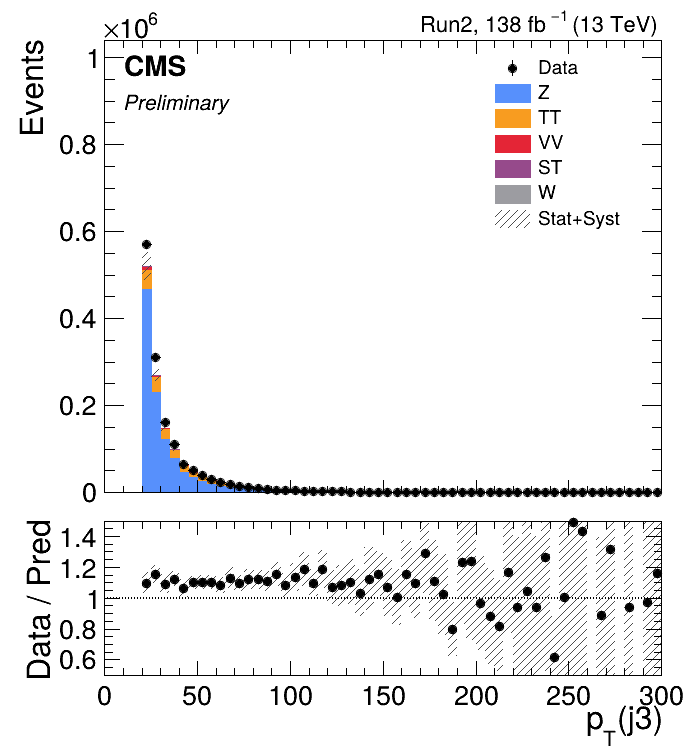 ×10⁶
Run2, 138 fb⁻¹ (13 TeV)
Events
CMS
Preliminary
Data
Z
TT
VV
ST
W
Stat+Syst
1
0.8
0.6
0.4
0.2
0
Data / Pred
1.4
1.2
1
0.8
0.6
0 50 100 150 200 250 300
p_T(j3)